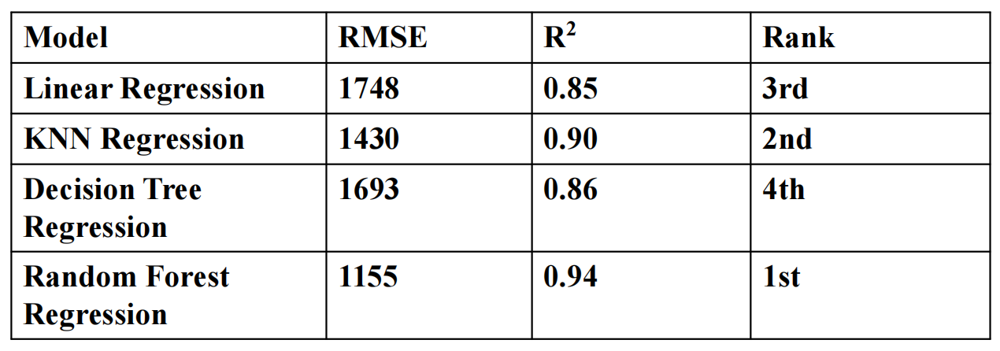 Model RMSE R² Rank
Linear Regression 1748 0.85 3rd
KNN Regression 1430 0.90 2nd
Decision Tree 1693 0.86 4th
Regression
Random Forest 1155 0.94 1st
Regression